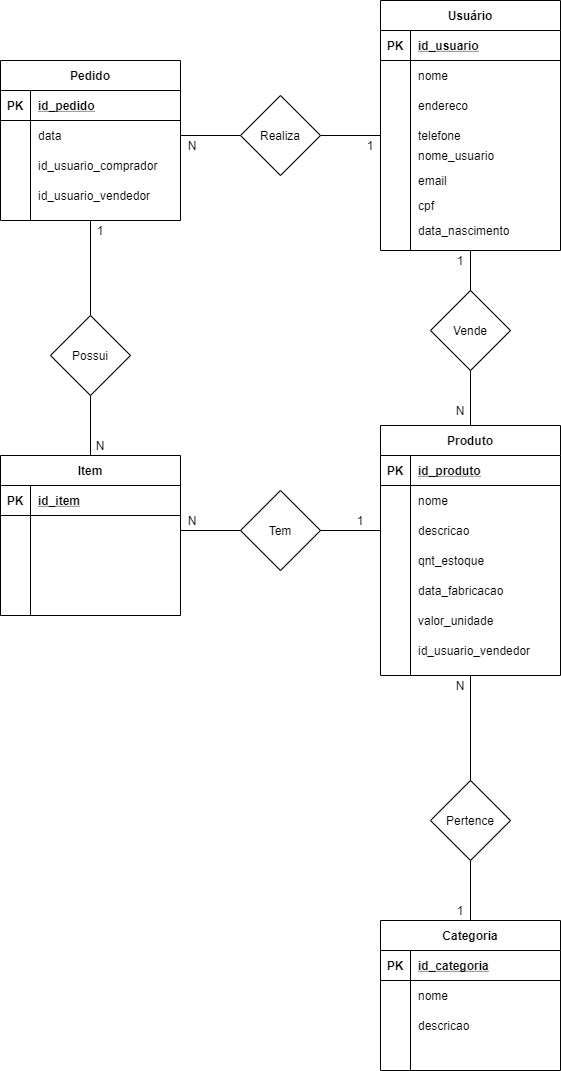 Usuário
PK id_usuario
nome
endereco
telefone
nome_usuario
email
cpf
data_nascimento
Pedido
PK id_pedido
data
id_usuario_comprador
id_usuario_vendedor
N
Realiza
1
1
Possui
N
1
Vende
N
Item
PK id_item
N
Tem
1
Produto
PK id_produto
nome
descricao
qnt_estoque
data_fabricacao
valor_unidade
id_usuario_vendedor
N
Pertence
1
Categoria
PK id_categoria
nome
descricao